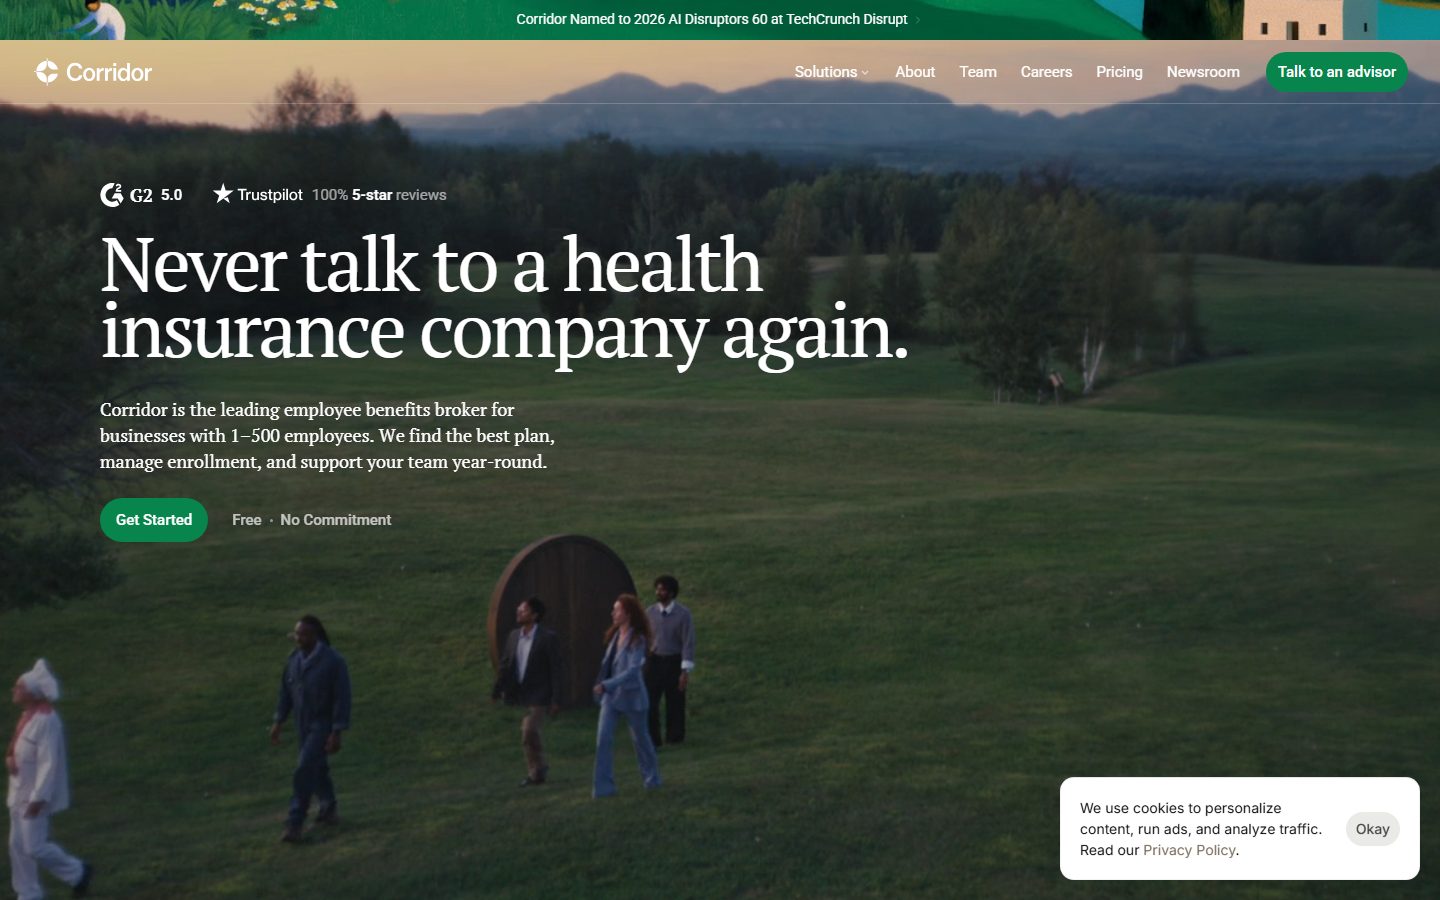 Corridor Named to 2026 AI Disruptors 60 at TechCrunch Disrupt
Corridor
Solutions
About
Team
Careers
Pricing
Newsroom
Talk to an advisor
G2 G2 5.0
Trustpilot 100% 5-star reviews
Never talk to a health
insurance company again.
Corridor is the leading employee benefits broker for
businesses with 1–500 employees. We find the best plan,
manage enrollment, and support your team year-round.
Get Started
Free · No Commitment
We use cookies to personalize
content, run ads, and analyze traffic.
Read our Privacy Policy.
Okay